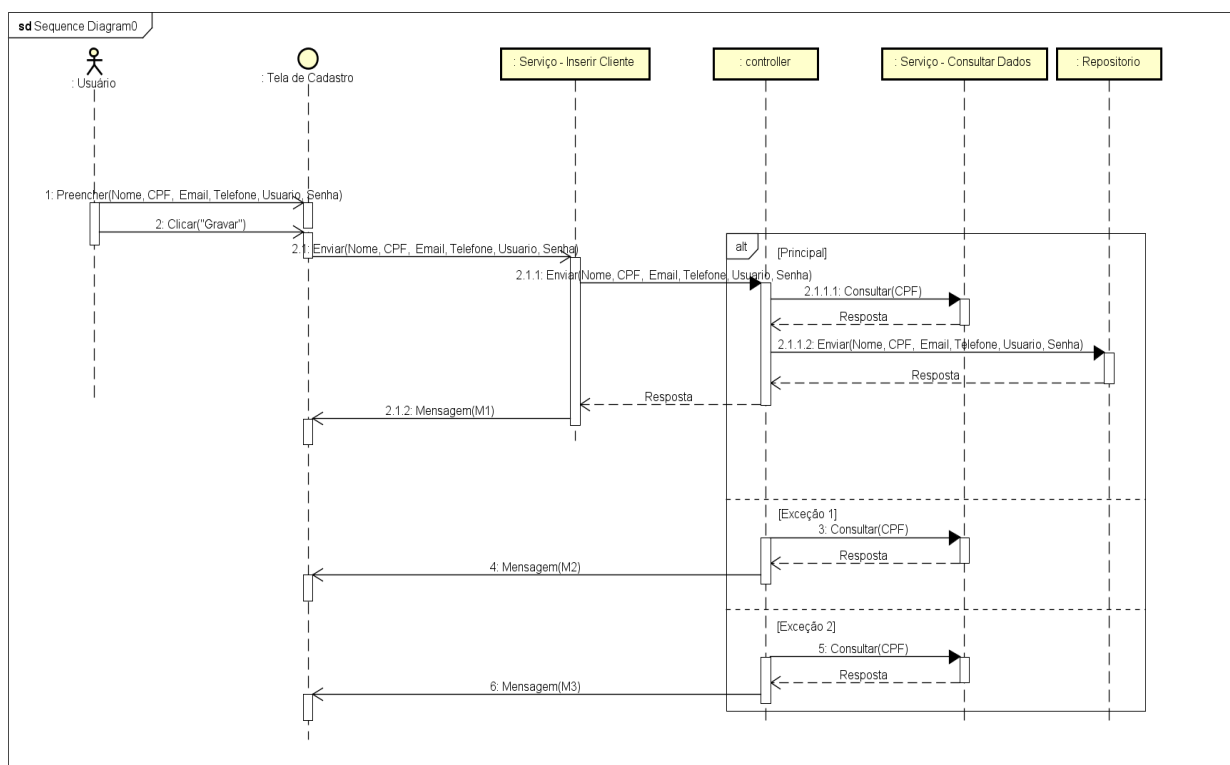 sd Sequence Diagram0
: Usuário
: Tela de Cadastro
: Serviço - Inserir Cliente
: controller
: Serviço - Consultar Dados
: Repositorio
1: Preencher(Nome, CPF, Email, Telefone, Usuario, Senha)
2: Clicar("Gravar")
2.1: Enviar(Nome, CPF, Email, Telefone, Usuario, Senha)
alt
[Principal]
2.1.1: Enviar(Nome, CPF, Email, Telefone, Usuario, Senha)
2.1.1.1: Consultar(CPF)
Resposta
2.1.1.2: Enviar(Nome, CPF, Email, Telefone, Usuario, Senha)
Resposta
Resposta
2.1.2: Mensagem(M1)
[Exceção 1]
3: Consultar(CPF)
Resposta
4: Mensagem(M2)
[Exceção 2]
5: Consultar(CPF)
Resposta
6: Mensagem(M3)